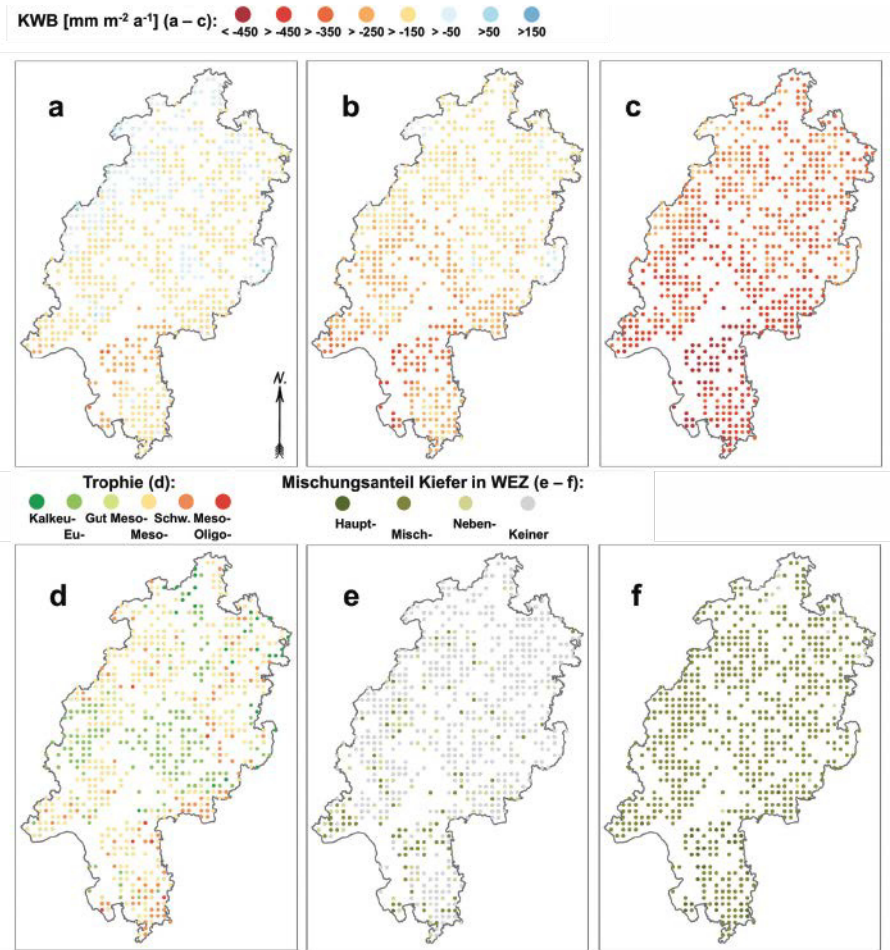 KWB [mm m⁻² a⁻¹] (a – c):
< -450 > -450 > -350 > -250 > -150 > -50 >50 >150
a b c
N.
Trophie (d): Mischungsanteil Kiefer in WEZ (e – f):
Kalkeu- Gut Meso- Schw. Meso- Haupt- Neben-
Eu- Meso- Oligo- Misch- Keiner
d e f